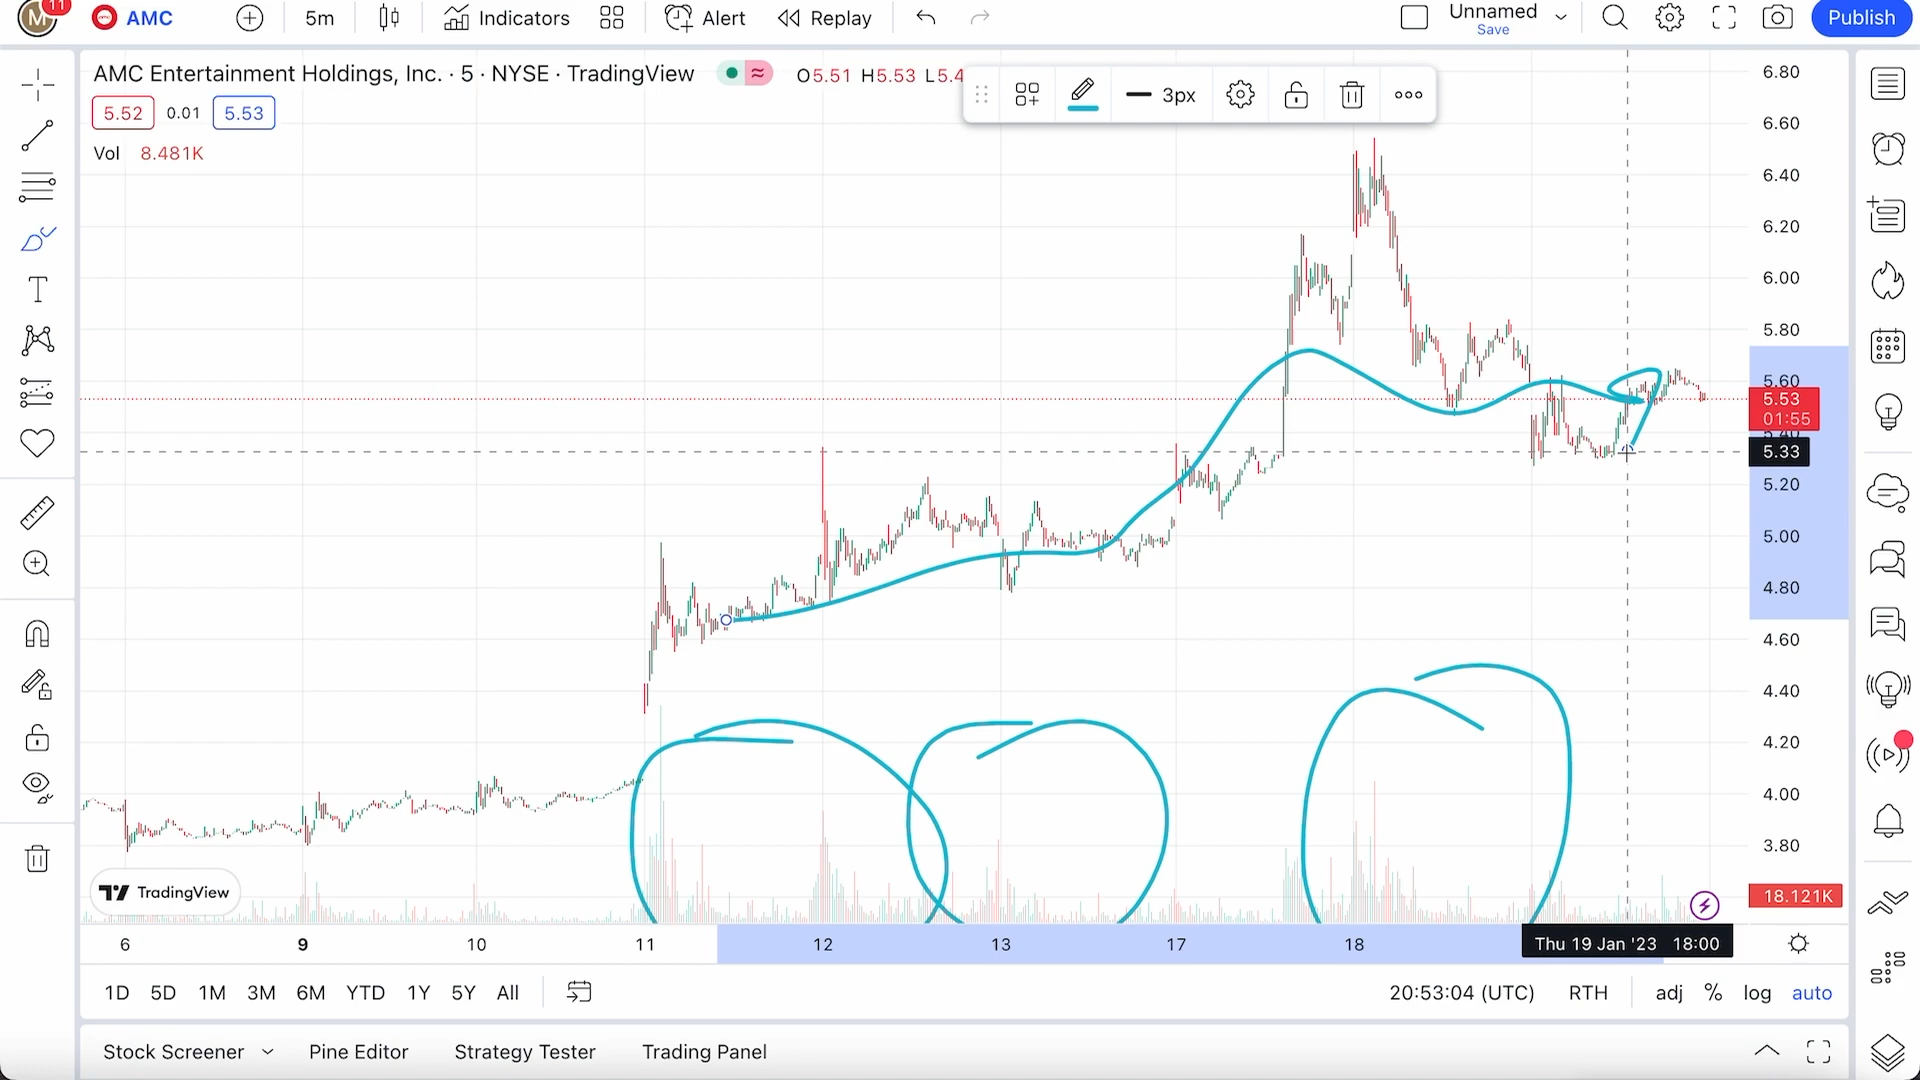 M 11 AMC 5m Indicators Alert Replay Unnamed Save Publish
AMC Entertainment Holdings, Inc. · 5 · NYSE · TradingView O5.51 H5.53 L5.4
3px
5.52 0.01 5.53
Vol 8.481K
6.80
6.60
6.40
6.20
6.00
5.80
5.60
5.53
01:55
5.40
5.33
5.20
5.00
4.80
4.60
4.40
4.20
4.00
3.80
18.121K
TradingView
6 9 10 11 12 13 17 18 Thu 19 Jan '23 18:00
1D 5D 1M 3M 6M YTD 1Y 5Y All 20:53:04 (UTC) RTH adj % log auto
Stock Screener Pine Editor Strategy Tester Trading Panel